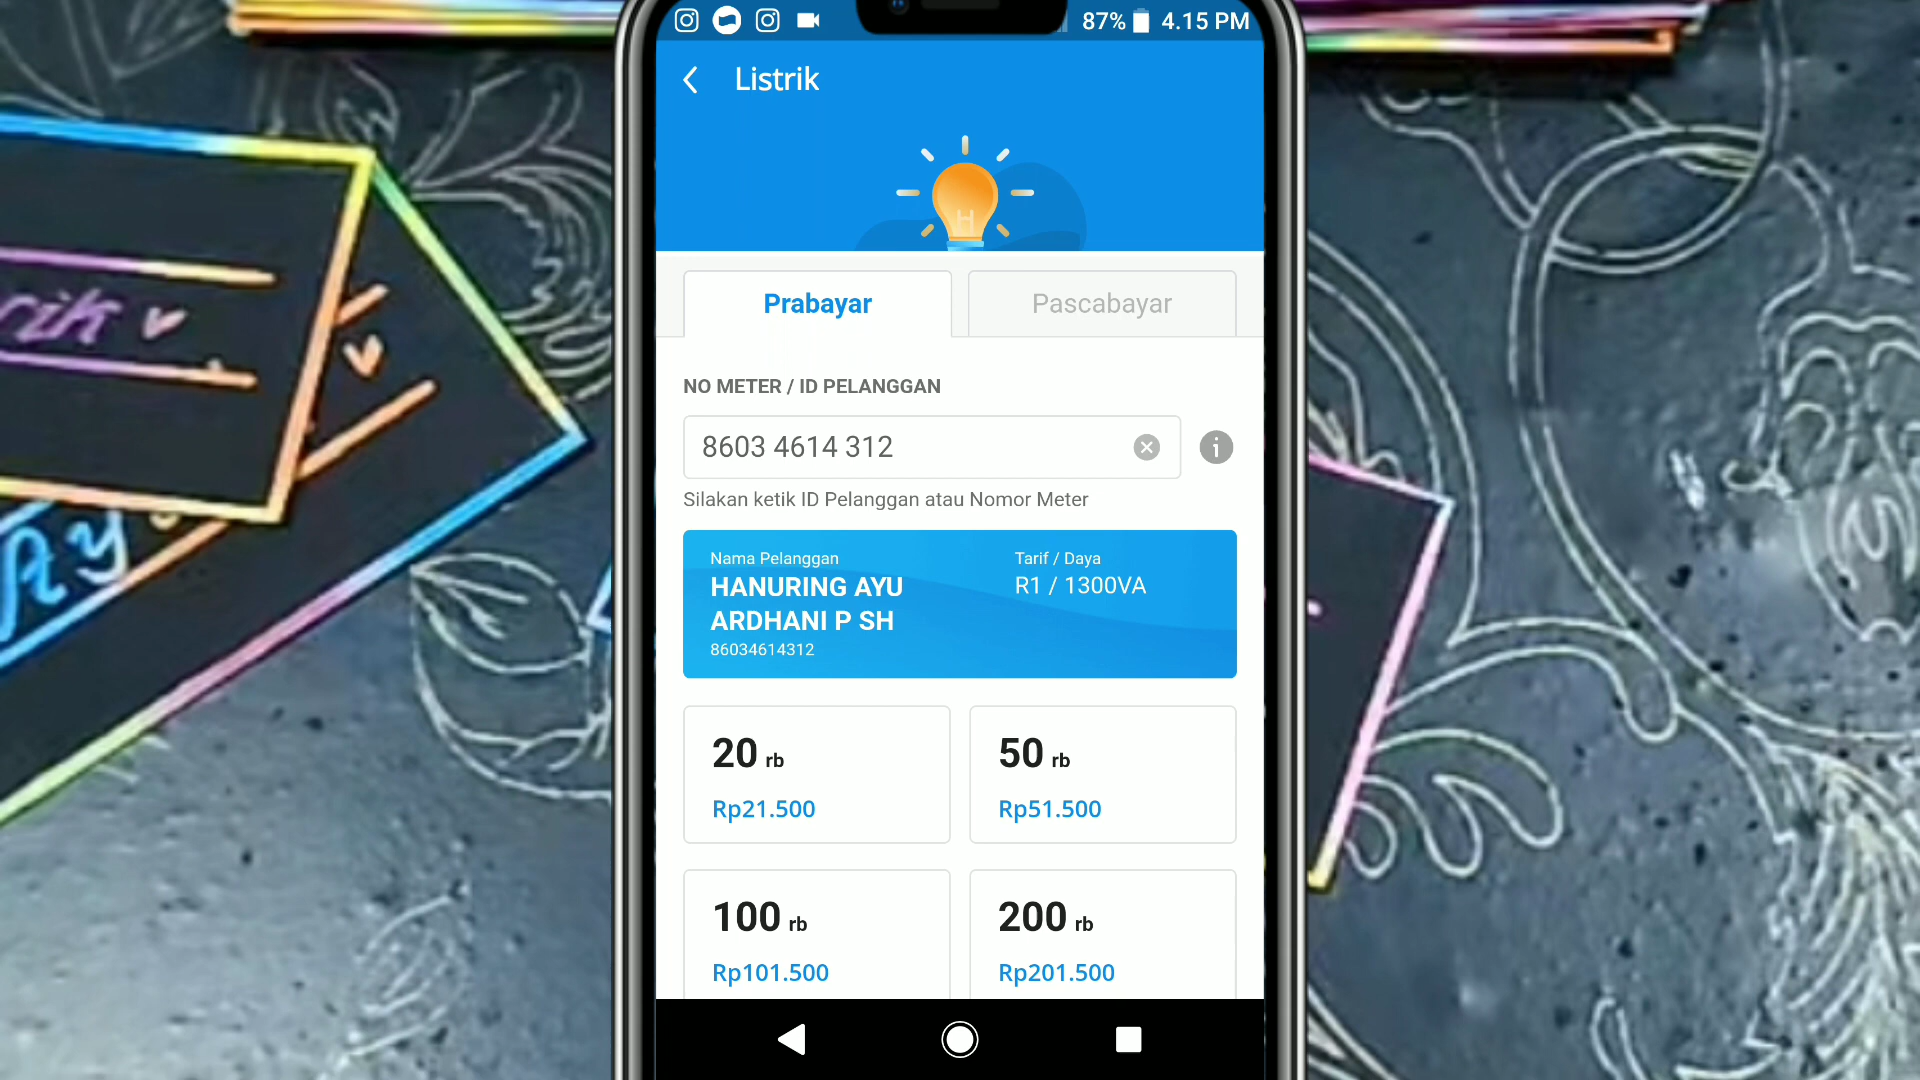 87% 4.15 PM
Listrik
Prabayar
Pascabayar
NO METER / ID PELANGGAN
8603 4614 312
Silakan ketik ID Pelanggan atau Nomor Meter
Nama Pelanggan
Tarif / Daya
HANURING AYU
R1 / 1300VA
ARDHANI P SH
86034614312
20 rb
50 rb
Rp21.500
Rp51.500
100 rb
200 rb
Rp101.500
Rp201.500
Ay